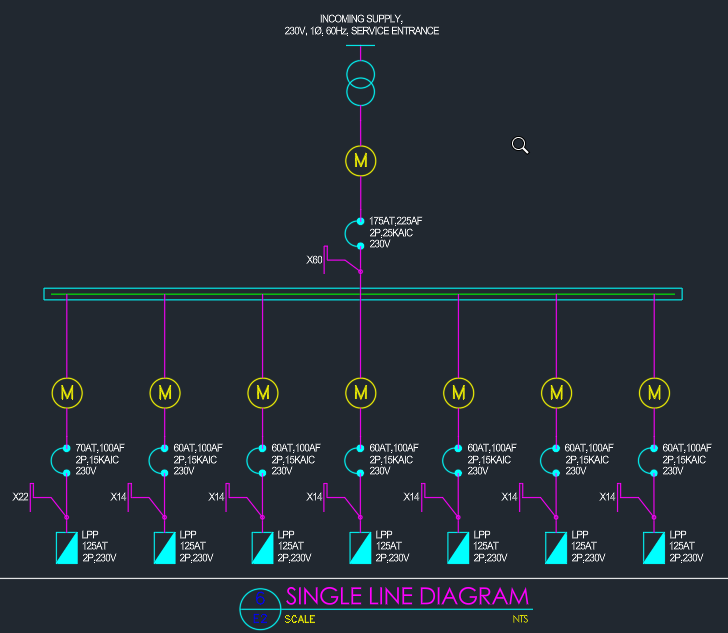 INCOMING SUPPLY,
230V, 1Ø, 60Hz, SERVICE ENTRANCE
M
175AT,225AF
2P,25KAIC
230V
X60
M M M M M M M
70AT,100AF 60AT,100AF 60AT,100AF 60AT,100AF 60AT,100AF 60AT,100AF 60AT,100AF
2P,15KAIC 2P,15KAIC 2P,15KAIC 2P,15KAIC 2P,15KAIC 2P,15KAIC 2P,15KAIC
230V 230V 230V 230V 230V 230V 230V
X22 X14 X14 X14 X14 X14 X14
LPP LPP LPP LPP LPP LPP LPP
125AT 125AT 125AT 125AT 125AT 125AT 125AT
2P,230V 2P,230V 2P,230V 2P,230V 2P,230V 2P,230V 2P,230V
SINGLE LINE DIAGRAM
SCALE NTS